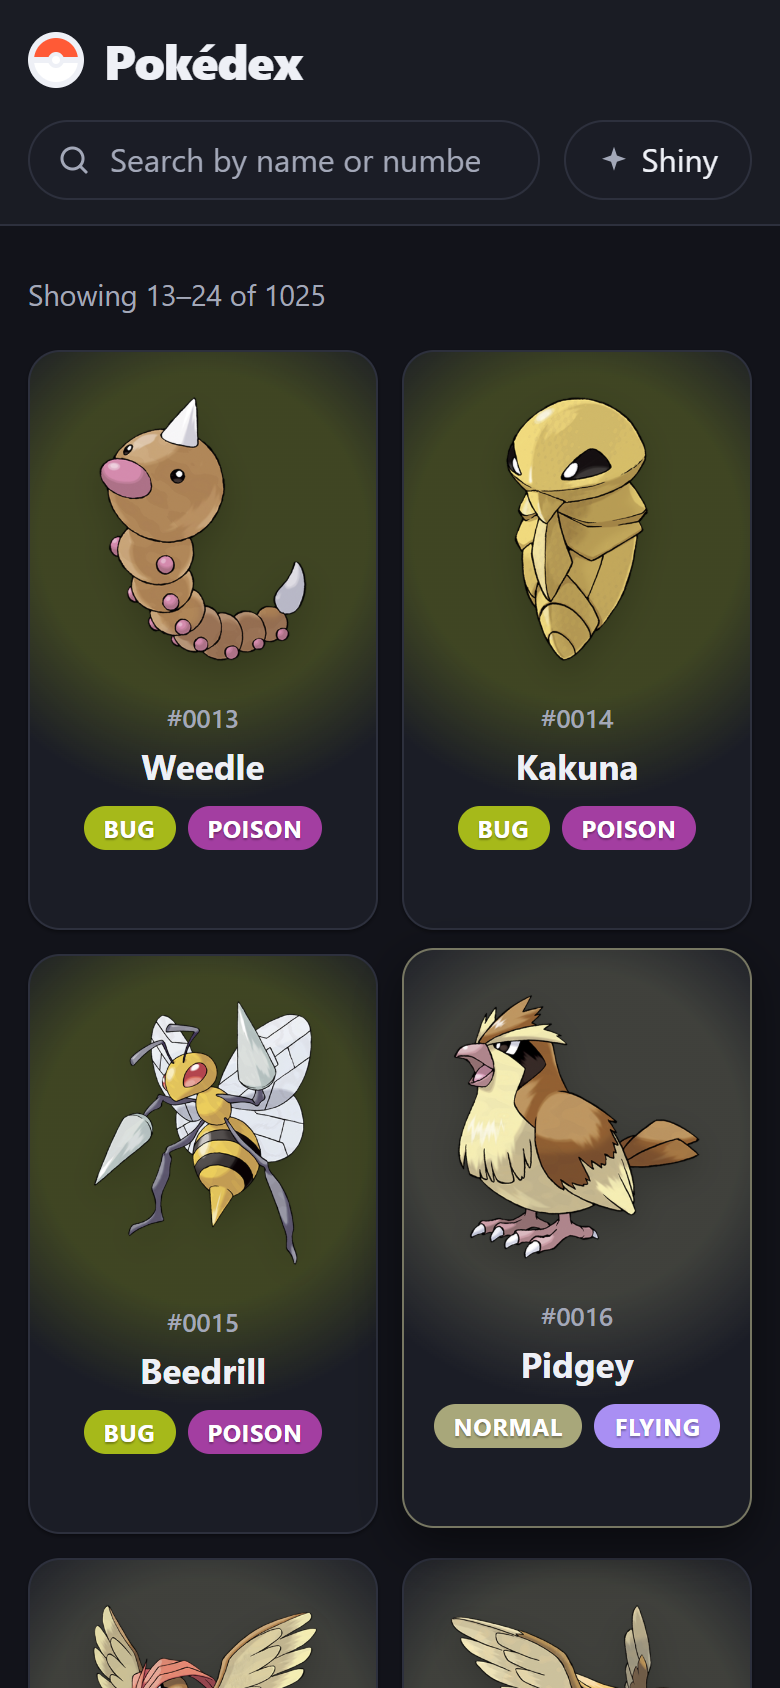 Pokédex
Search by name or numbe
Shiny
Showing 13–24 of 1025
#0013
Weedle
BUG POISON
#0014
Kakuna
BUG POISON
#0015
Beedrill
BUG POISON
#0016
Pidgey
NORMAL FLYING